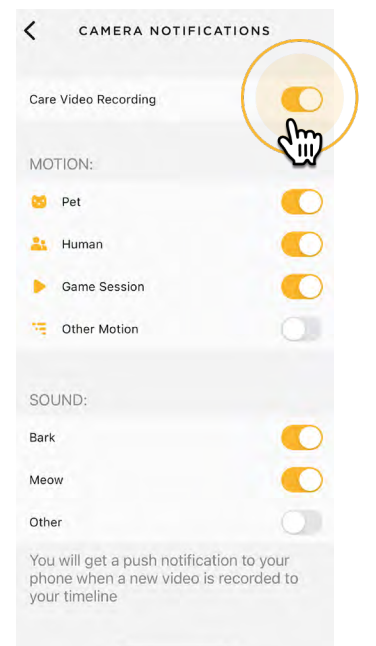 CAMERA NOTIFICATIONS
Care Video Recording
MOTION:
Pet
Human
Game Session
Other Motion
SOUND:
Bark
Meow
Other
You will get a push notification to your
phone when a new video is recorded to
your timeline